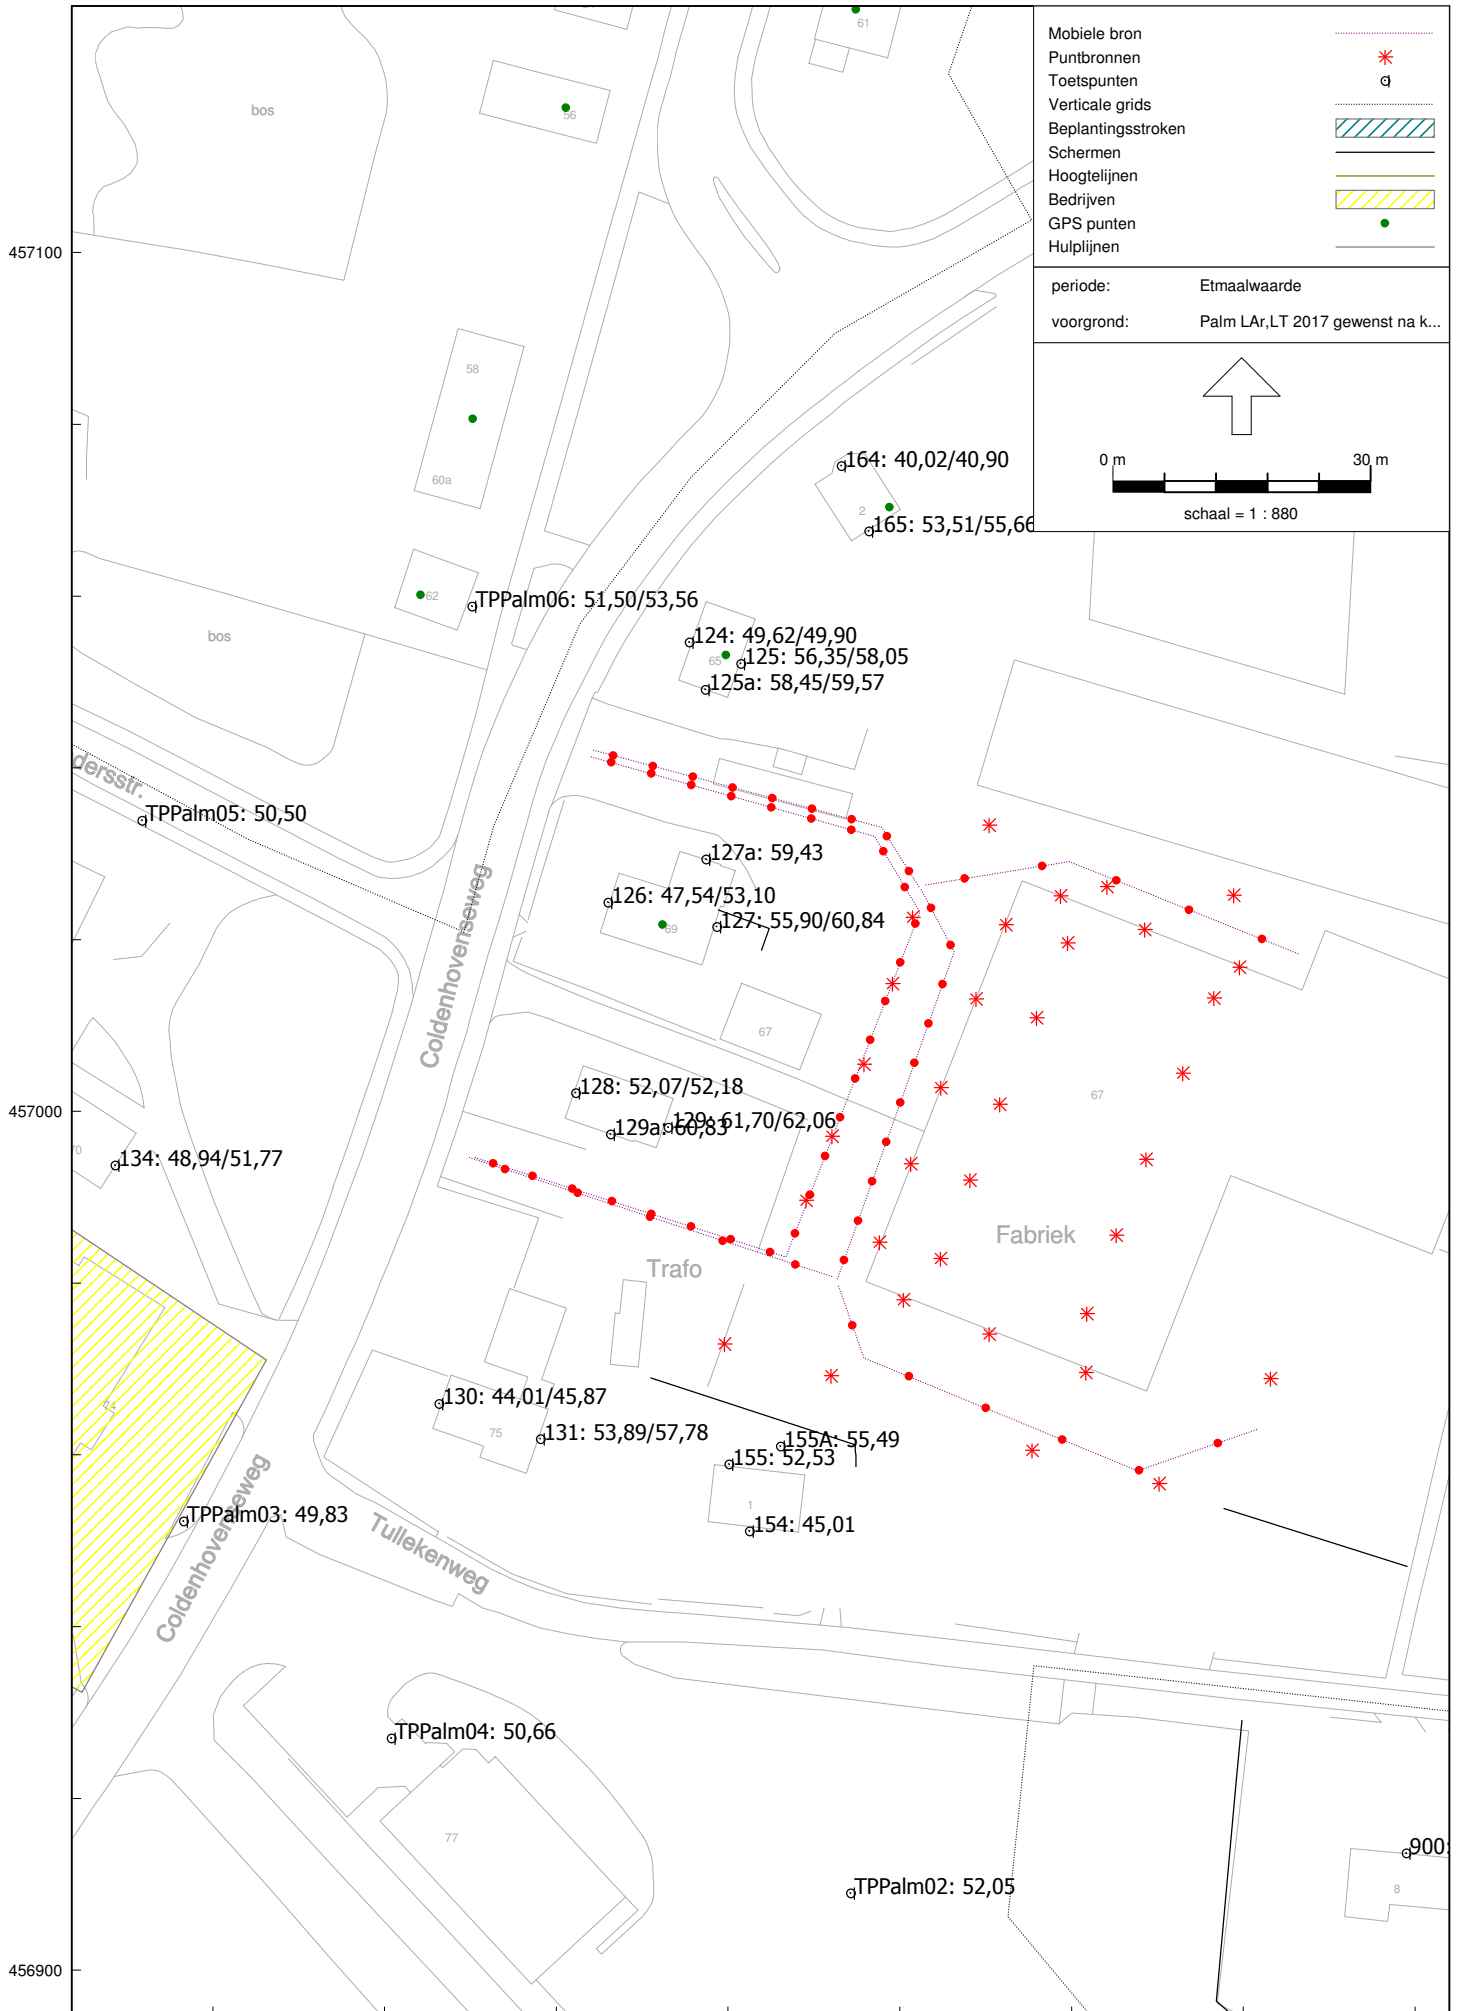 Mobiele bron
Puntbronnen
Toetspunten
Verticale grids
Beplantingsstroken
Schermen
Hoogtelijnen
Bedrijven
GPS punten
Hulplijnen
periode: Etmaalwaarde
voorgrond: Palm LAr,LT 2017 gewenst na k...
0 m 30 m
schaal = 1 : 880
61
bos
56
457100
58
60a
164: 40,02/40,90
2
165: 53,51/55,66
62
TPPalm06: 51,50/53,56
bos
124: 49,62/49,90
65
125: 56,35/58,05
125a: 58,45/59,57
dersstr.
TPPalm05: 50,50
127a: 59,43
126: 47,54/53,10
69
127: 55,90/60,84
Coldenhovenseweg
67
128: 52,07/52,18
67
457000
129: 61,70/62,06
129a: 60,83
70
134: 48,94/51,77
Fabriek
Trafo
130: 44,01/45,87
75
131: 53,89/57,78
155A: 55,49
155: 52,53
1
154: 45,01
TPPalm03: 49,83
Coldenhovenseweg
Tullekenweg
TPPalm04: 50,66
77
900:
8
TPPalm02: 52,05
456900